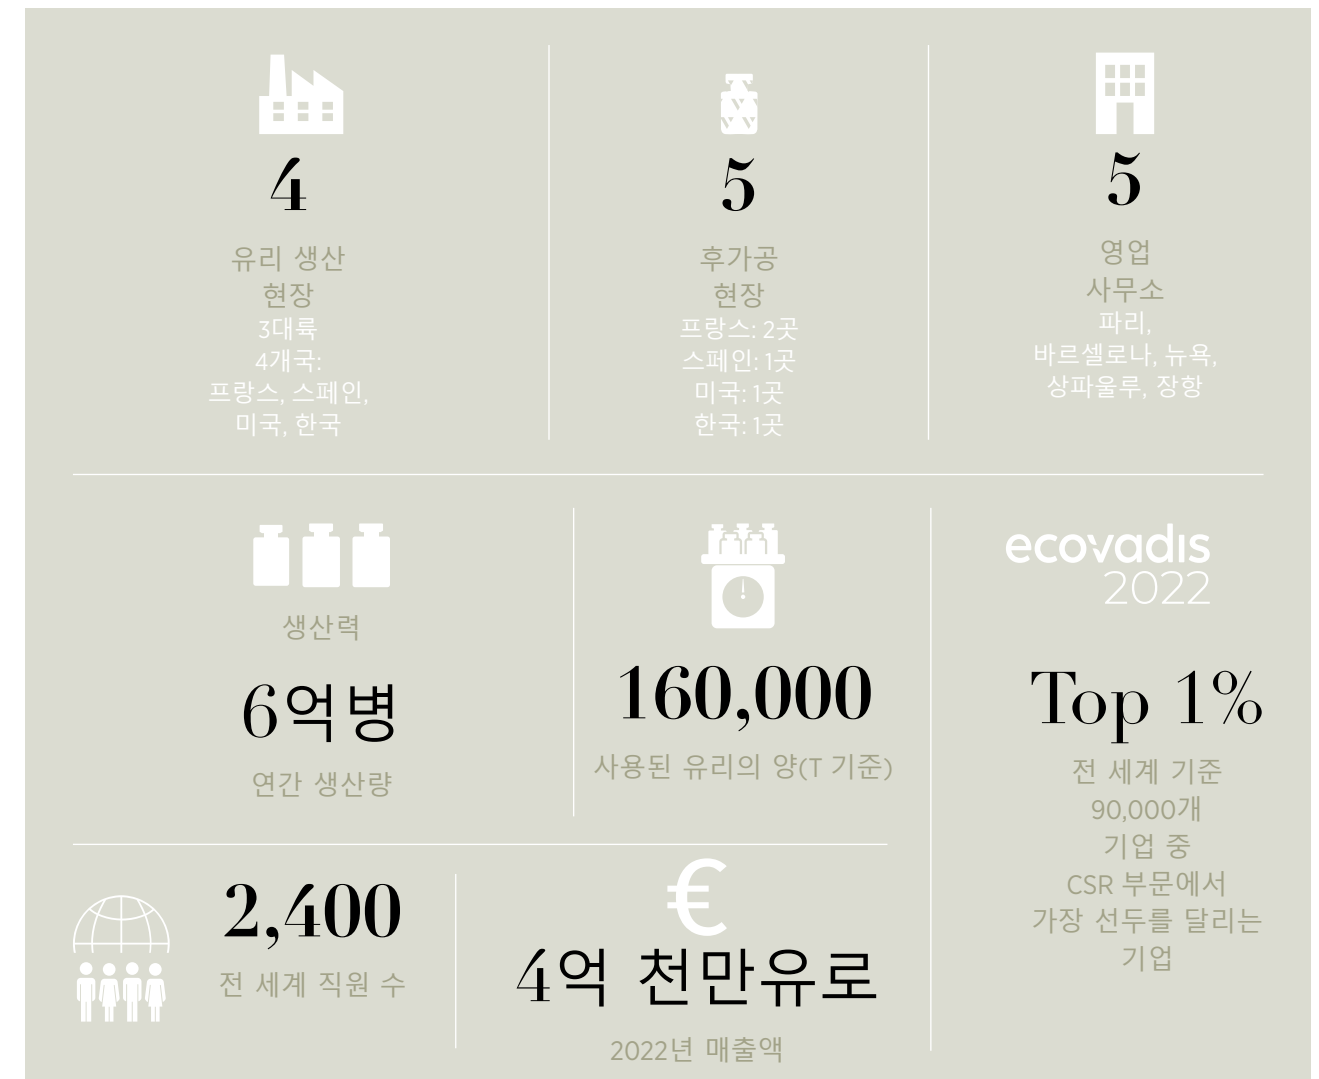 4
유리 생산
현장
3대륙
4개국:
프랑스, 스페인,
미국, 한국
5
후가공
현장
프랑스: 2곳
스페인: 1곳
미국: 1곳
한국: 1곳
5
영업
사무소
파리,
바르셀로나, 뉴욕,
상파울루, 장항
생산력
6억병
연간 생산량
160,000
사용된 유리의 양(T 기준)
ecovadis
2022
Top 1%
전 세계 기준
90,000개
기업 중
CSR 부문에서
가장 선두를 달리는
기업
2,400
전 세계 직원 수
€
4억 천만유로
2022년 매출액